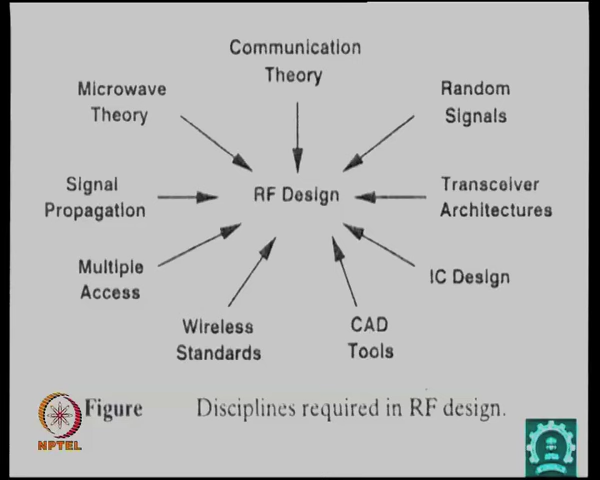 Communication
Theory
Microwave
Theory
Random
Signals
Signal
Propagation
RF Design
Transceiver
Architectures
Multiple
Access
IC Design
Wireless
Standards
CAD
Tools
Figure Disciplines required in RF design.
NPTEL